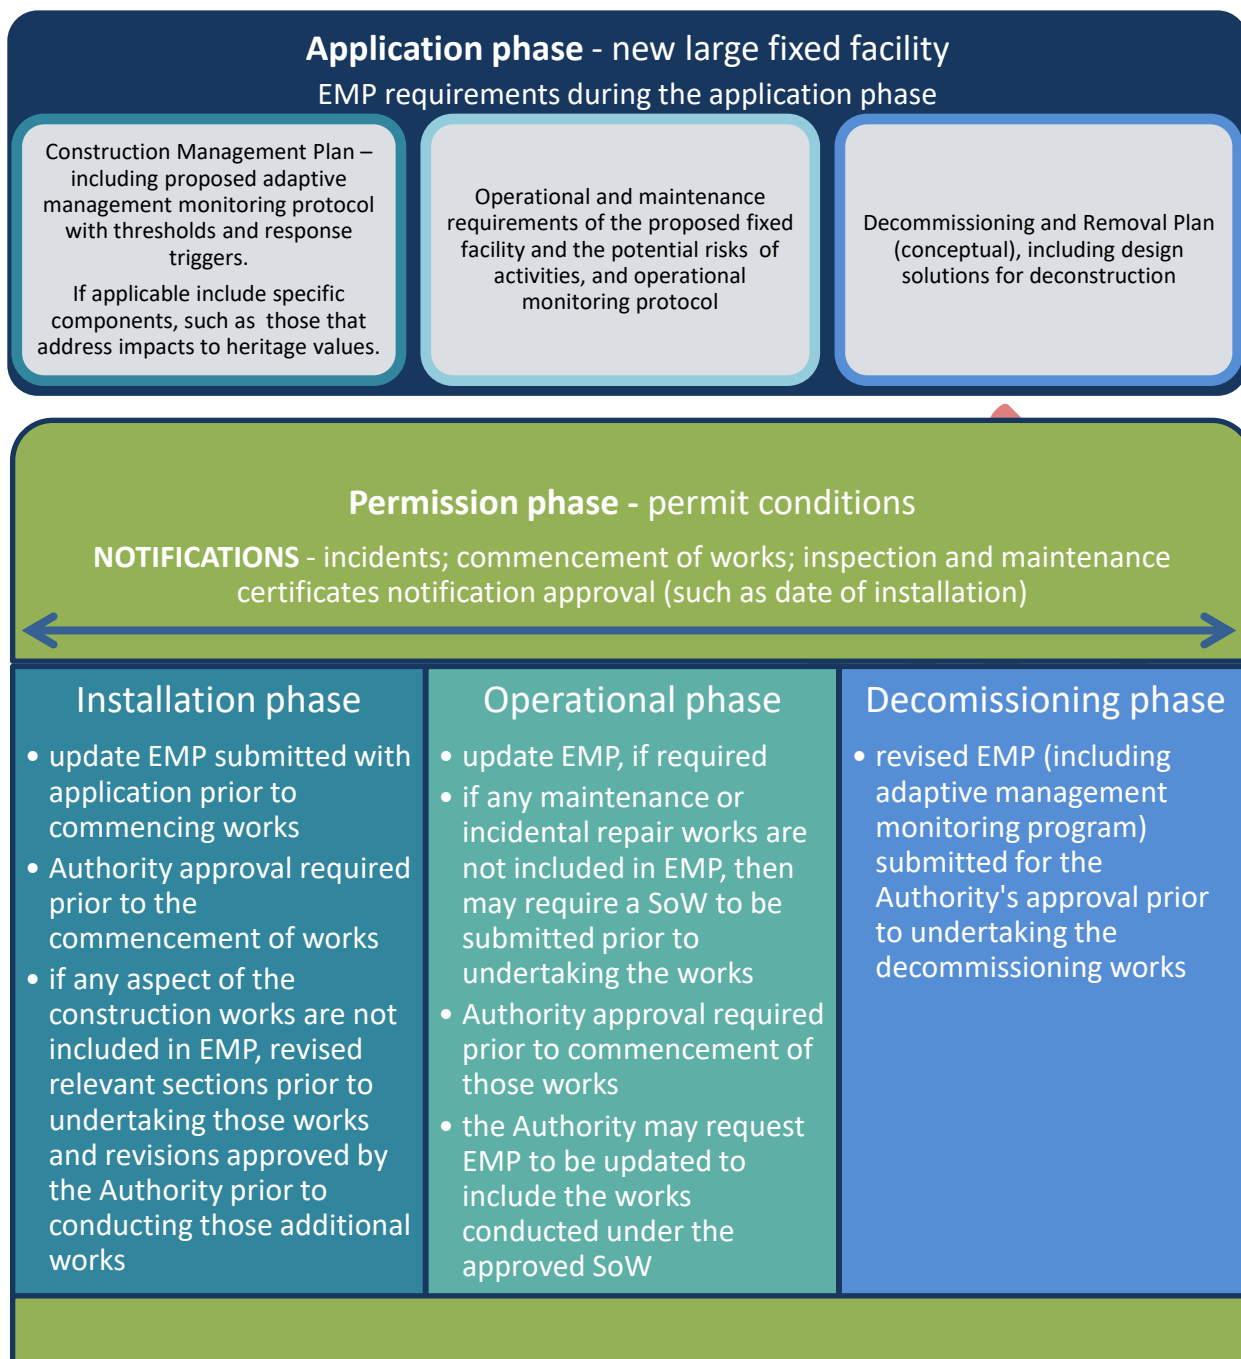 Application phase - new large fixed facility
EMP requirements during the application phase
Construction Management Plan –
including proposed adaptive
management monitoring protocol
with thresholds and response
triggers.
If applicable include specific
components, such as those that
address impacts to heritage values.
Operational and maintenance
requirements of the proposed fixed
facility and the potential risks of
activities, and operational
monitoring protocol
Decommissioning and Removal Plan
(conceptual), including design
solutions for deconstruction
Permission phase - permit conditions
NOTIFICATIONS - incidents; commencement of works; inspection and maintenance
certificates notification approval (such as date of installation)
Installation phase
• update EMP submitted with
application prior to
commencing works
• Authority approval required
prior to the
commencement of works
• if any aspect of the
construction works are not
included in EMP, revised
relevant sections prior to
undertaking those works
and revisions approved by
the Authority prior to
conducting those additional
works
Operational phase
• update EMP, if required
• if any maintenance or
incidental repair works are
not included in EMP, then
may require a SoW to be
submitted prior to
undertaking the works
• Authority approval required
prior to commencement of
those works
• the Authority may request
EMP to be updated to
include the works
conducted under the
approved SoW
Decomissioning phase
• revised EMP (including
adaptive management
monitoring program)
submitted for the
Authority's approval prior
to undertaking the
decommissioning works